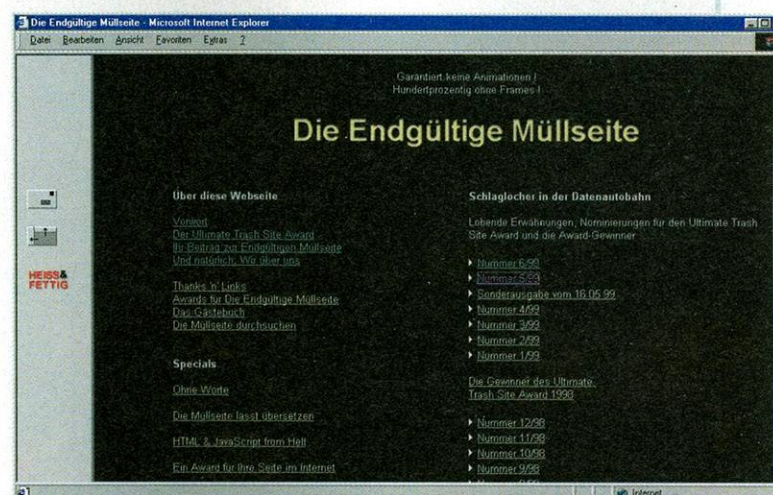 Die Endgültige Müllseite - Microsoft Internet Explorer
Datei Bearbeiten Ansicht Favoriten Extras ?
Garantiert keine Animationen !
Hundertprozentig ohne Frames !
Die Endgültige Müllseite
HEISS&
FETTIG
Über diese Webseite
Vorwort
Der Ultimate Trash Site Award
Ihr Beitrag zur Endgültigen Müllseite
Und natürlich: Wir über uns
Thanks 'n' Links
Awards für Die Endgültige Müllseite
Das Gästebuch
Die Müllseite durchsuchen
Specials
Ohne Worte
Die Müllseite lässt übersetzen
HTML & JavaScript from Hell
Ein Award für Ihre Seite im Internet
Schlaglöcher in der Datenautobahn
Lobende Erwähnungen, Nominierungen für den Ultimate Trash
Site Award und die Award-Gewinner
Nummer 6/99
Nummer 5/99
Sonderausgabe vom 16.05.99
Nummer 4/99
Nummer 3/99
Nummer 2/99
Nummer 1/99
Die Gewinner des Ultimate
Trash Site Award 1998
Nummer 12/98
Nummer 11/98
Nummer 10/98
Nummer 9/98
Internet